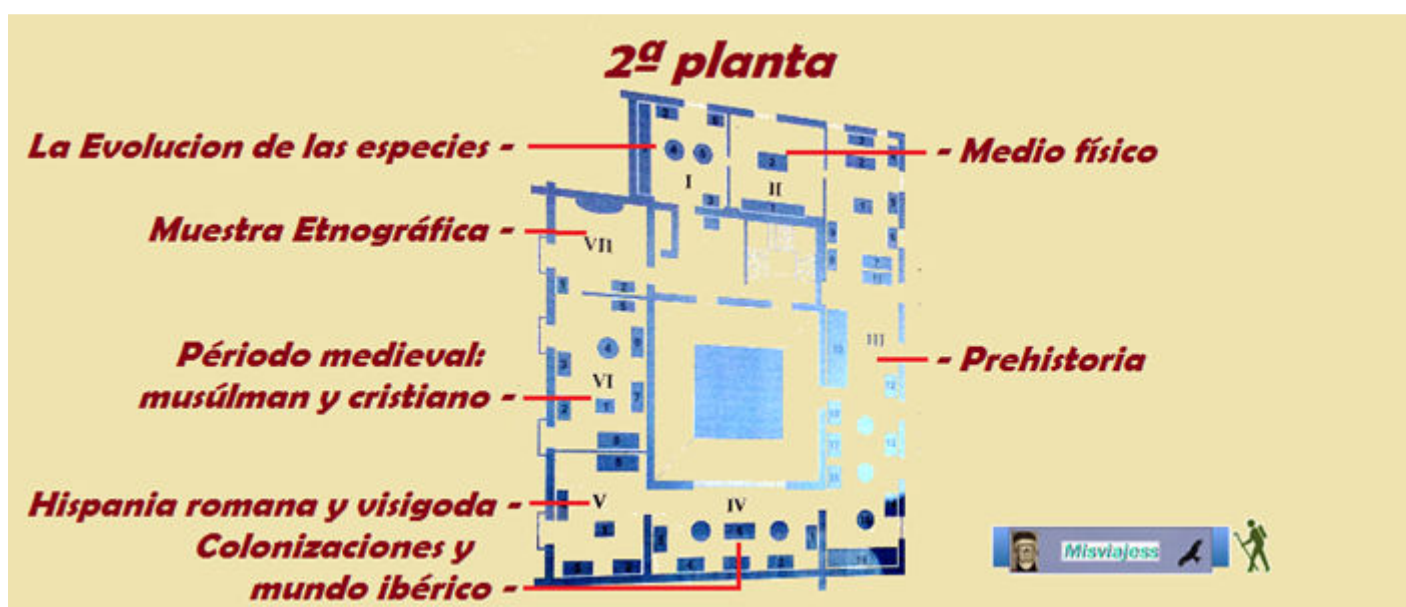 2ª planta
La Evolucion de las especies -
- Medio físico
Muestra Etnográfica -
Périodo medieval:
musúlman y cristiano -
- Prehistoria
Hispania romana y visigoda -
Colonizaciones y
mundo ibérico -
I
II
III
IV
V
VI
VII
Misviajess